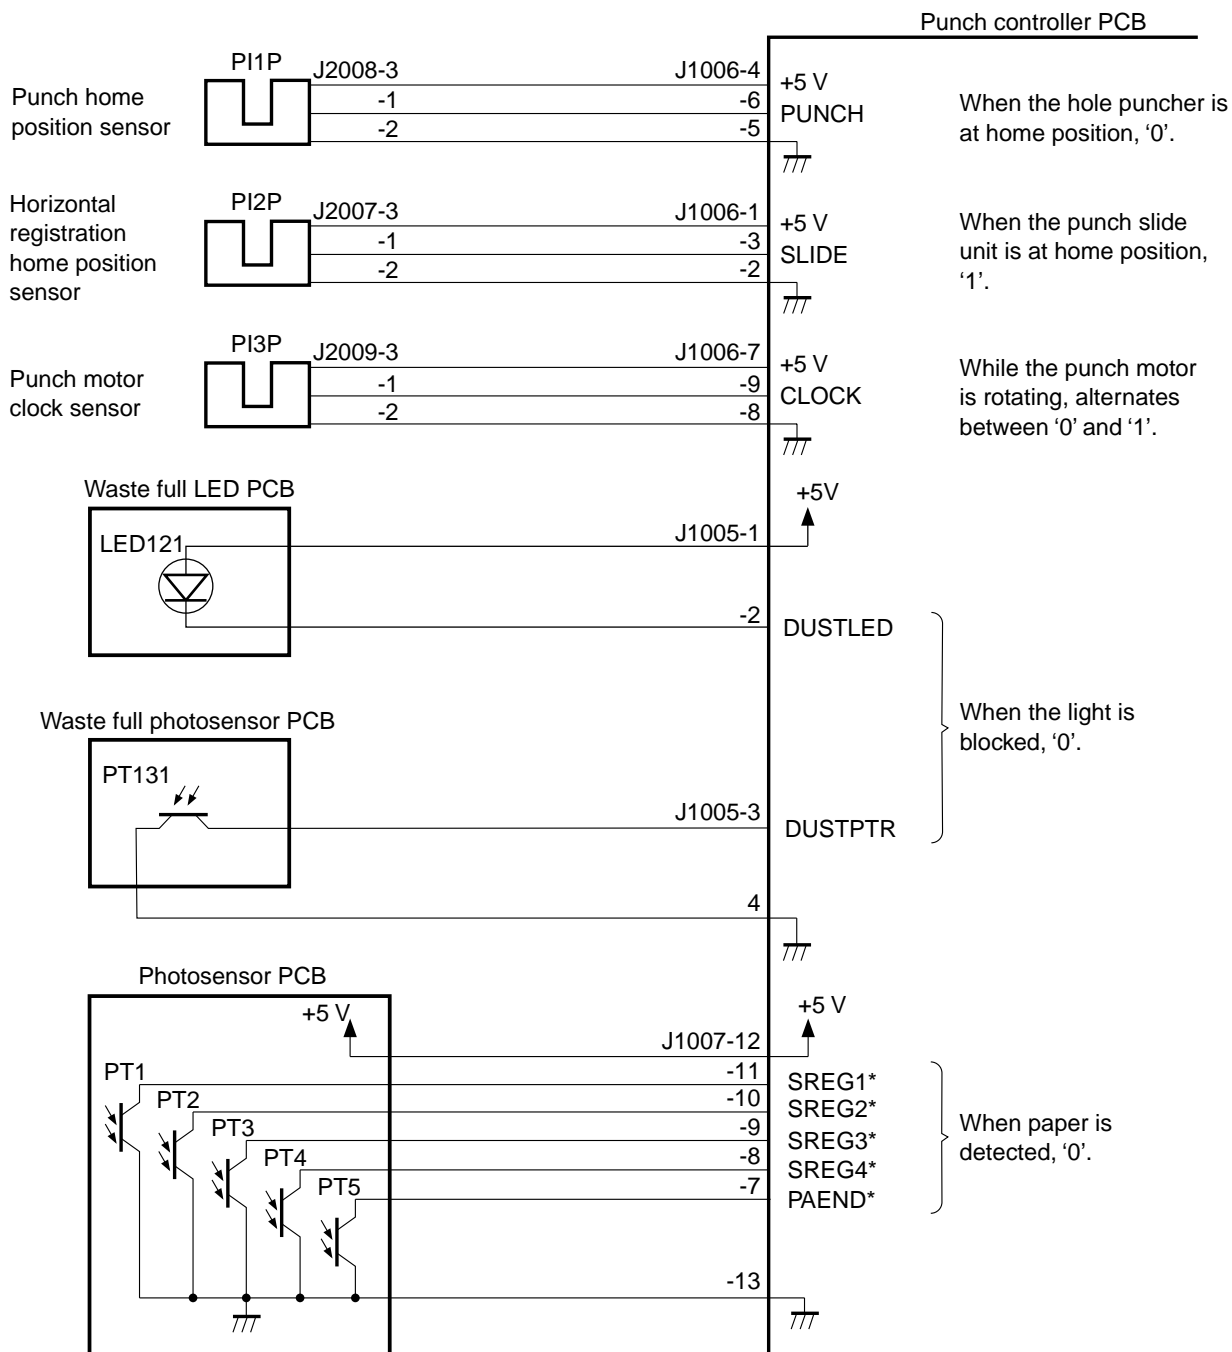 Punch controller PCB
PI1P
J2008-3
J1006-4
+5 V
Punch home
position sensor
-1
-6
PUNCH
-2
-5
When the hole puncher is
at home position, ‘0’.
Horizontal
registration
home position
sensor
PI2P
J2007-3
J1006-1
+5 V
-1
-3
SLIDE
-2
-2
When the punch slide
unit is at home position,
‘1’.
PI3P
J2009-3
J1006-7
+5 V
Punch motor
clock sensor
-1
-9
CLOCK
-2
-8
While the punch motor
is rotating, alternates
between ‘0’ and ‘1’.
Waste full LED PCB
+5V
LED121
J1005-1
-2
DUSTLED
When the light is
blocked, ‘0’.
Waste full photosensor PCB
PT131
J1005-3
DUSTPTR
4
Photosensor PCB
+5 V
+5 V
J1007-12
PT1
-11
SREG1*
PT2
-10
SREG2*
PT3
-9
SREG3*
PT4
-8
SREG4*
PT5
-7
PAEND*
When paper is
detected, ‘0’.
-13